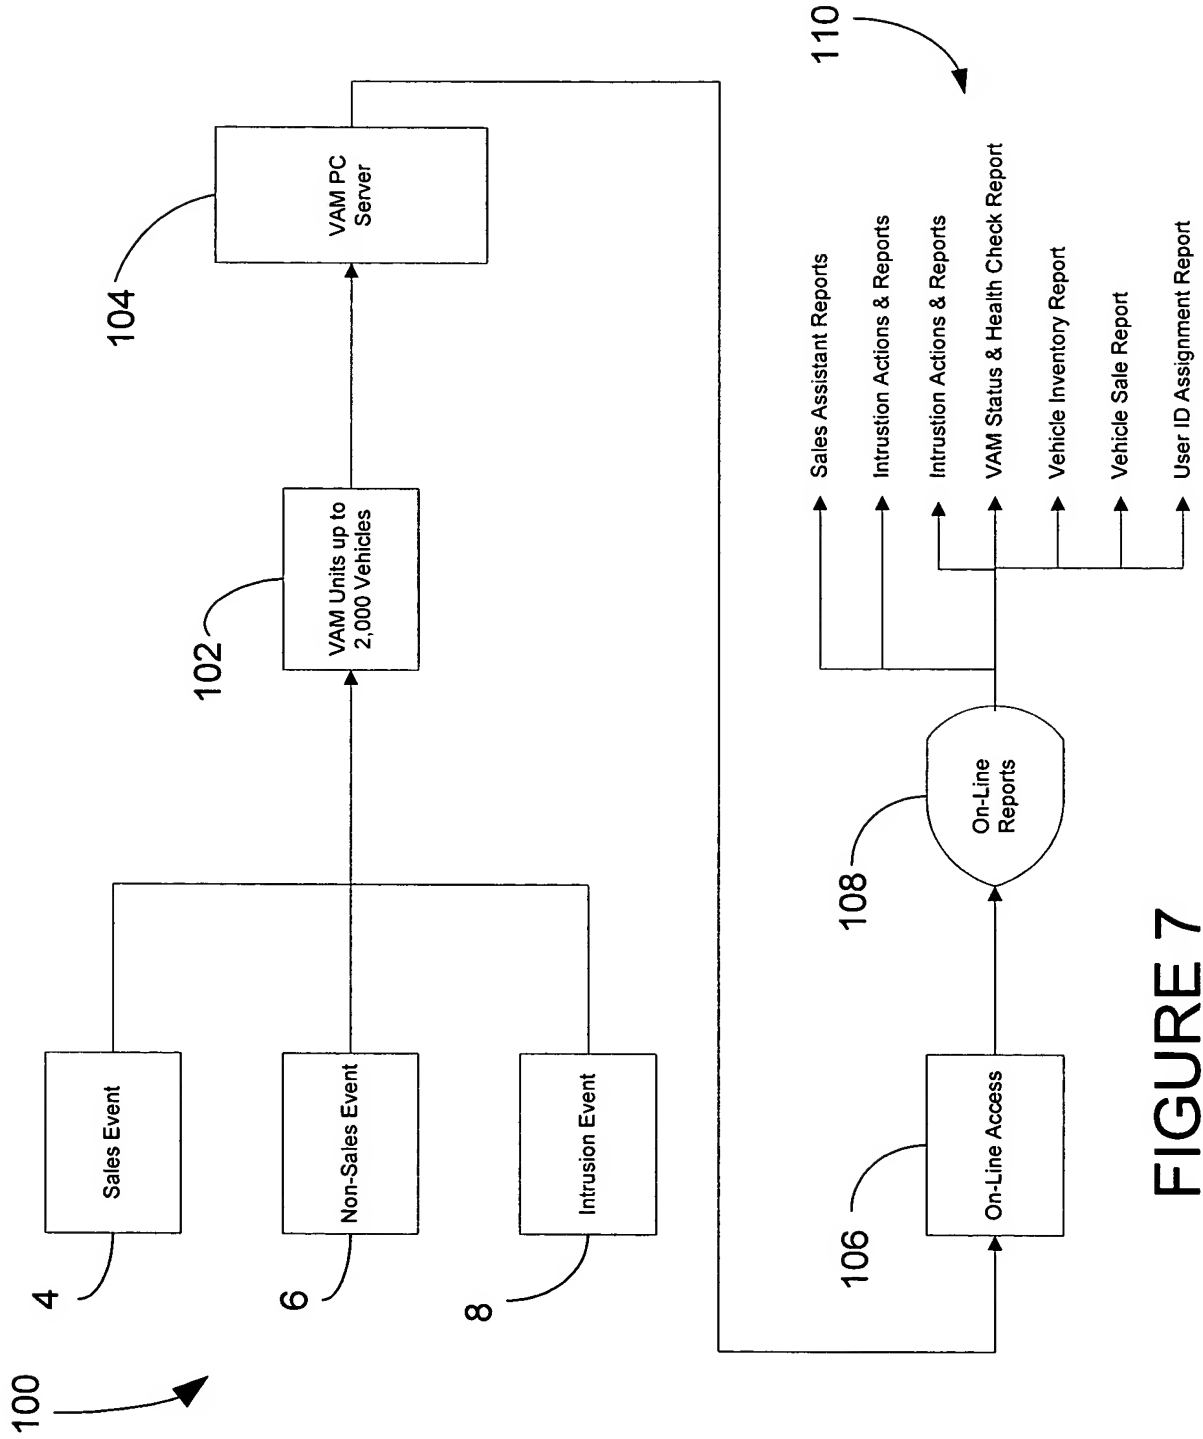 100
4
Sales Event
6
Non-Sales Event
8
Intrusion Event
102
VAM Units up to
2,000 Vehicles
104
VAM PC
Server
106
On-Line Access
108
On-Line
Reports
110
Sales Assistant Reports
Intrustion Actions & Reports
Intrustion Actions & Reports
VAM Status & Health Check Report
Vehicle Inventory Report
Vehicle Sale Report
User ID Assignment Report
FIGURE 7